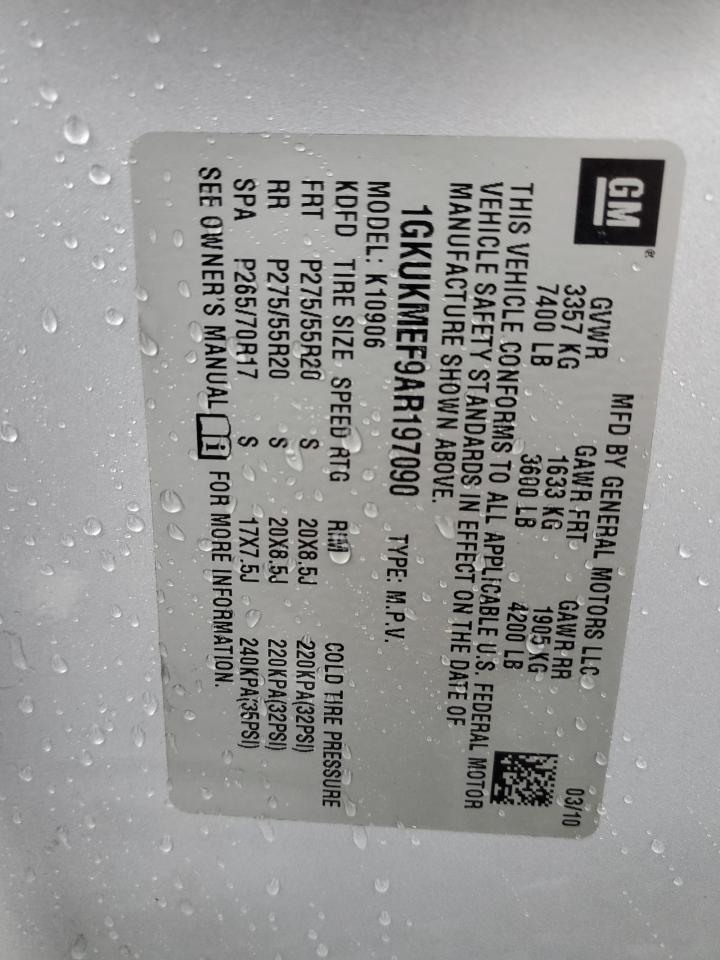 GM®
MFD BY GENERAL MOTORS LLC 03/10
GVWR GAWR FRT GAWR RR
3357 KG 1633 KG 1905 KG
7400 LB 3600 LB 4200 LB
THIS VEHICLE CONFORMS TO ALL APPLICABLE U.S. FEDERAL MOTOR
VEHICLE SAFETY STANDARDS IN EFFECT ON THE DATE OF
MANUFACTURE SHOWN ABOVE.
1GKUKMEF9AR197090 TYPE: M.P.V.
MODEL: K10906
KDFD TIRE SIZE SPEED RTG RIM COLD TIRE PRESSURE
FRT P275/55R20 S 20X8.5J 220KPA(32PSI)
RR P275/55R20 S 20X8.5J 220KPA(32PSI)
SPA P265/70R17 S 17X7.5J 240KPA(35PSI)
SEE OWNER'S MANUAL i FOR MORE INFORMATION.